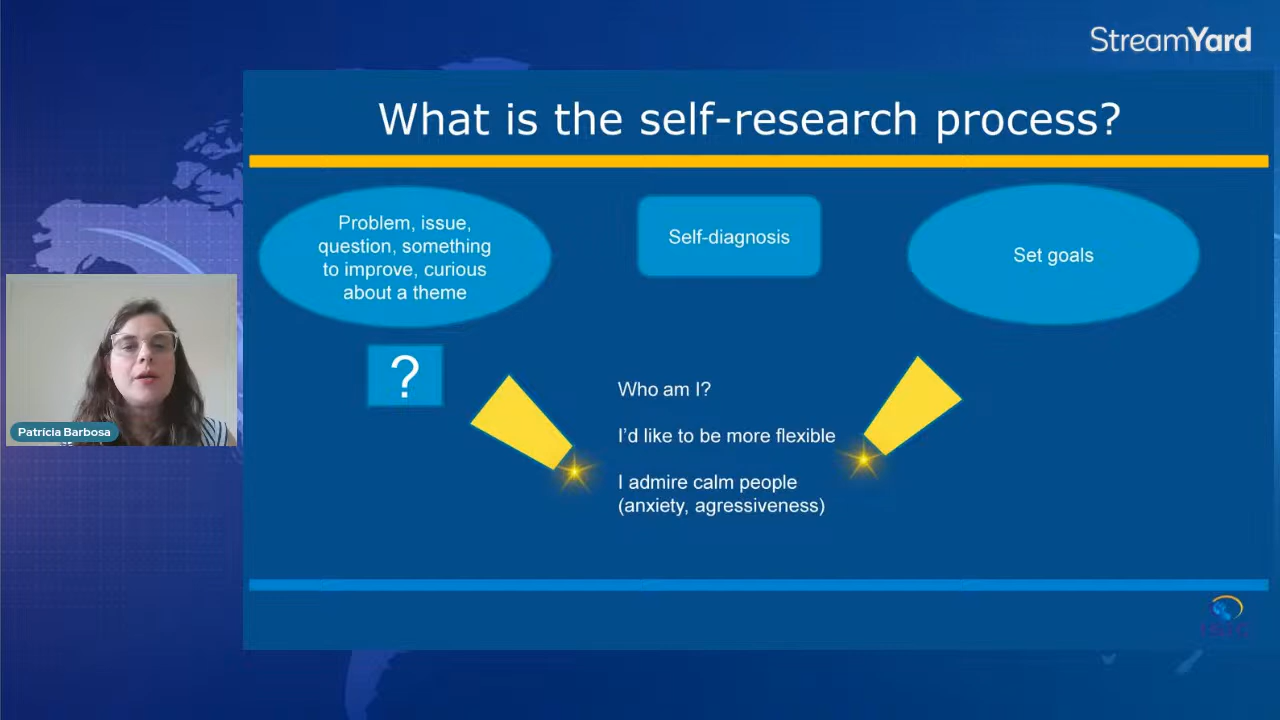 StreamYard
What is the self-research process?
Problem, issue,
question, something
to improve, curious
about a theme
Self-diagnosis
Set goals
?
Who am I?
I'd like to be more flexible
I admire calm people
(anxiety, agressiveness)
Patrícia Barbosa